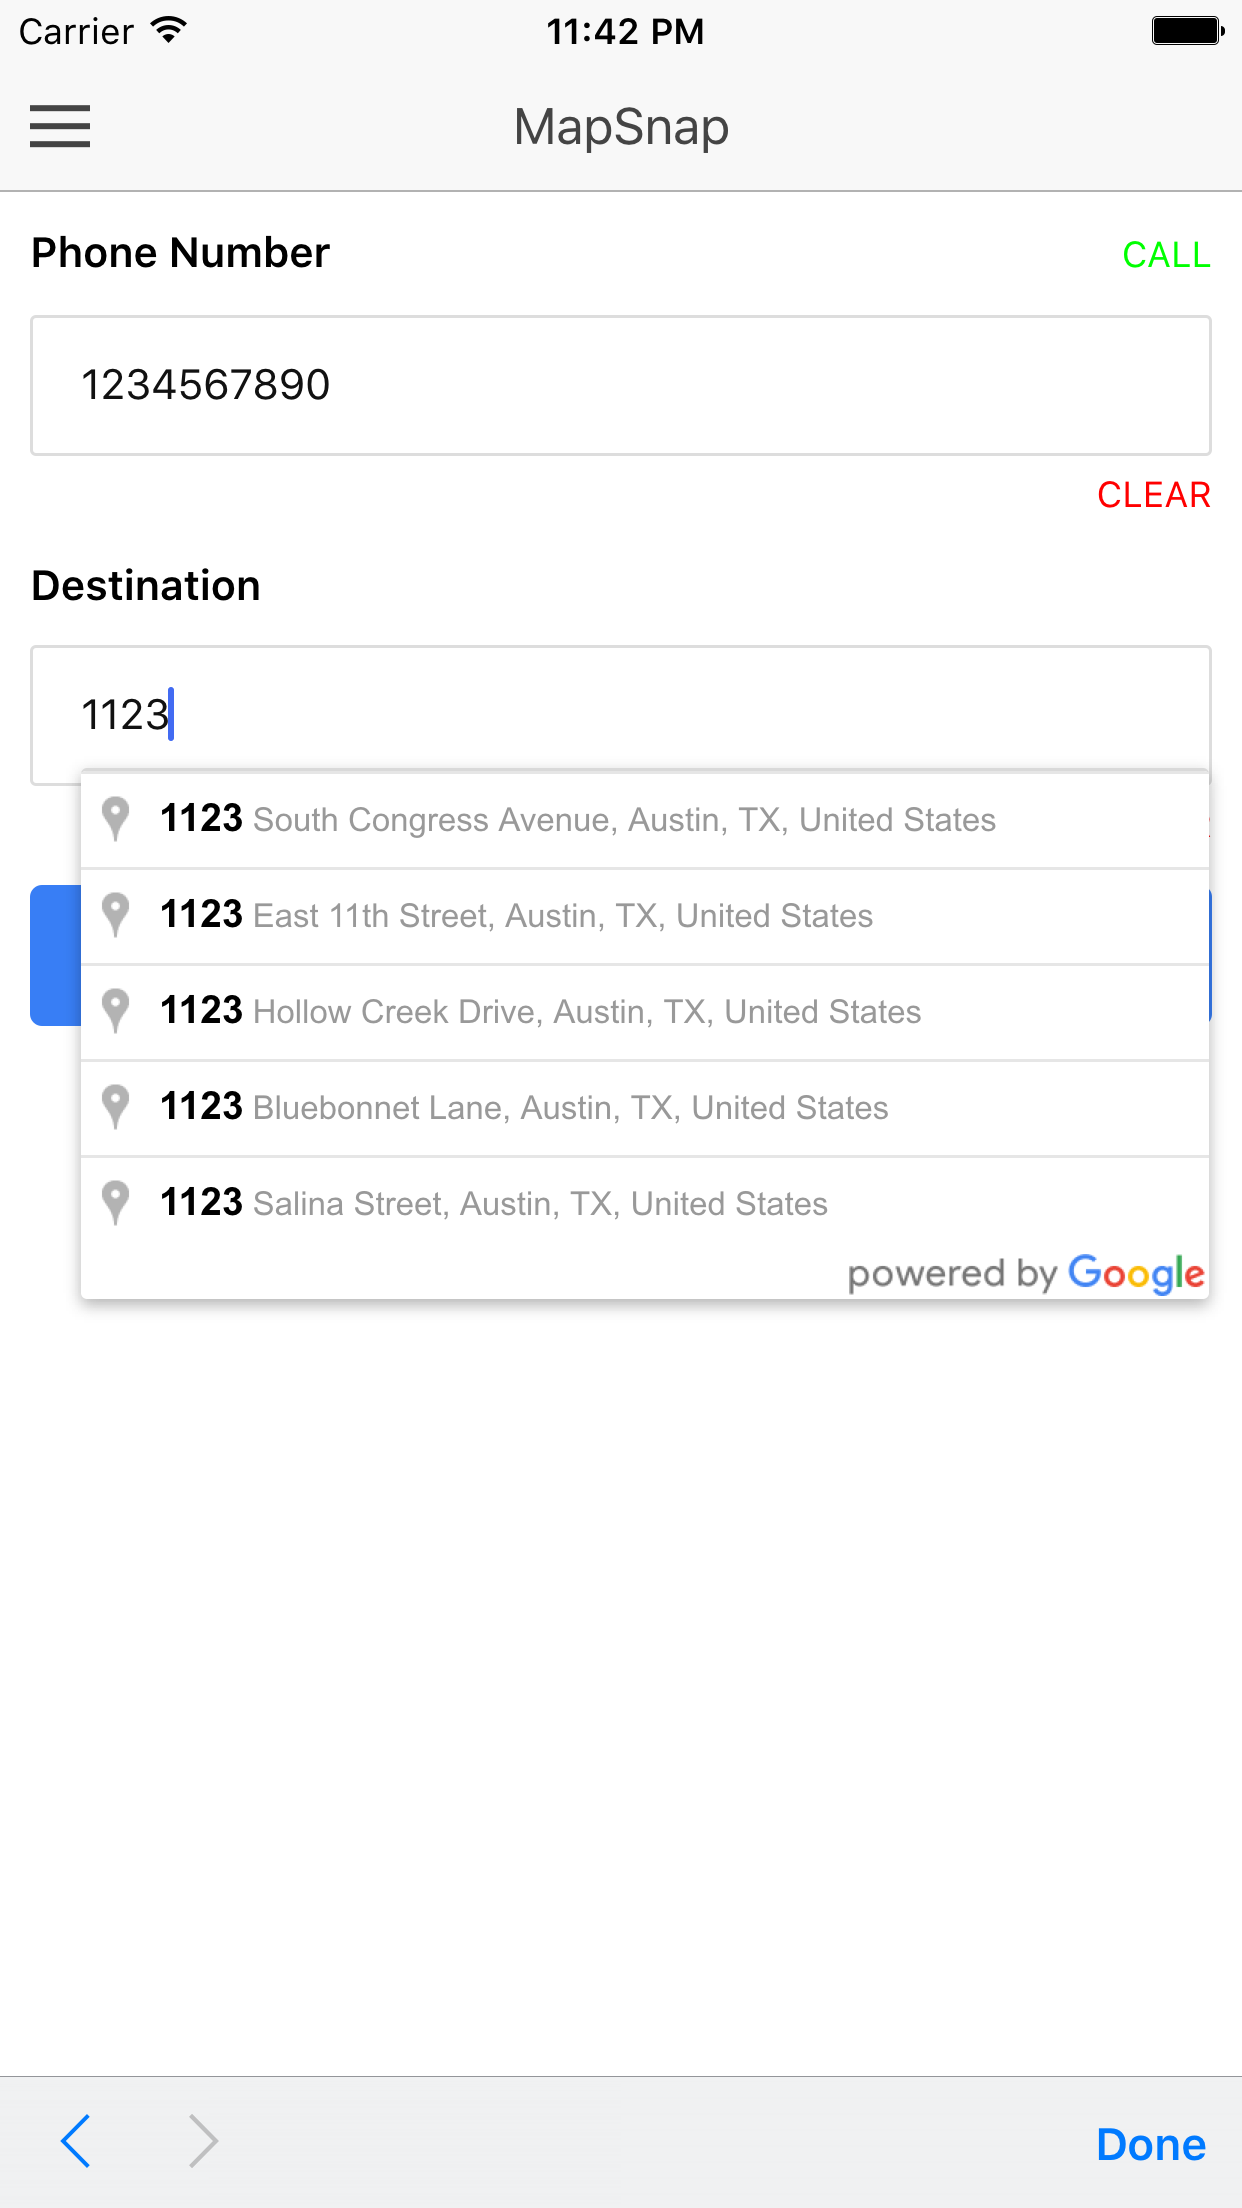 Carrier 11:42 PM
MapSnap
Phone Number CALL
1234567890
CLEAR
Destination
1123
1123 South Congress Avenue, Austin, TX, United States
1123 East 11th Street, Austin, TX, United States
1123 Hollow Creek Drive, Austin, TX, United States
1123 Bluebonnet Lane, Austin, TX, United States
1123 Salina Street, Austin, TX, United States
powered by Google
Done